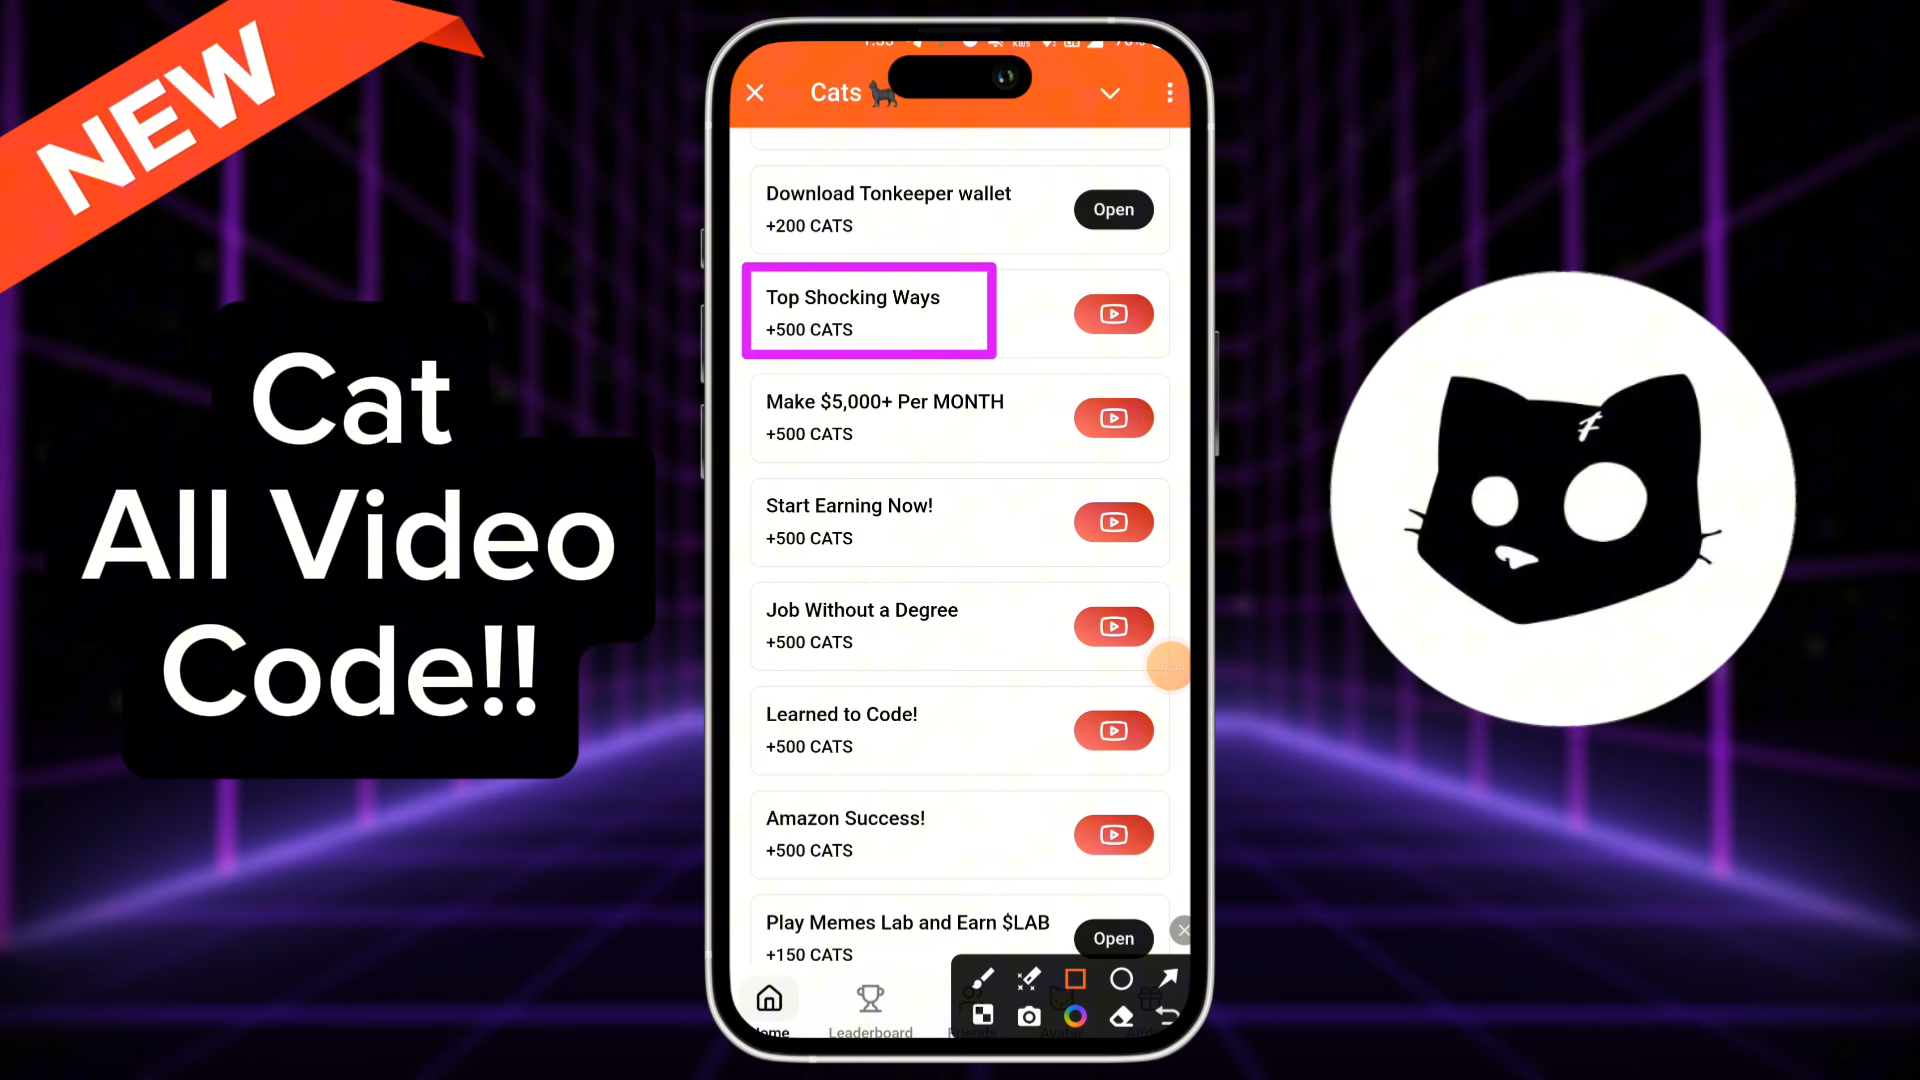 NEW
Cat
All Video
Code!!
Cats
Download Tonkeeper wallet
+200 CATS
Open
Top Shocking Ways
+500 CATS
Make $5,000+ Per MONTH
+500 CATS
Start Earning Now!
+500 CATS
Job Without a Degree
+500 CATS
Learned to Code!
+500 CATS
Amazon Success!
+500 CATS
Play Memes Lab and Earn $LAB
+150 CATS
Open
Leaderboard
Friends